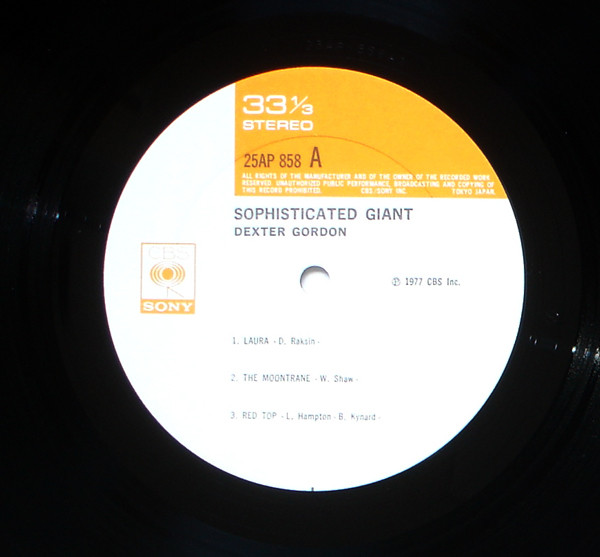 33 1/3
STEREO
25AP 858 A
ALL RIGHTS OF THE MANUFACTURER AND OF THE OWNER OF THE RECORDED WORK
RESERVED. UNAUTHORIZED PUBLIC PERFORMANCE, BROADCASTING AND COPYING OF
THIS RECORD PROHIBITED. CBS/SONY INC. TOKYO JAPAN
SOPHISTICATED GIANT
DEXTER GORDON
CBS
SONY
℗ 1977 CBS Inc.
1. LAURA - D. Raksin -
2. THE MOONTRANE - W. Shaw -
3. RED TOP - L. Hampton - B. Kynard -